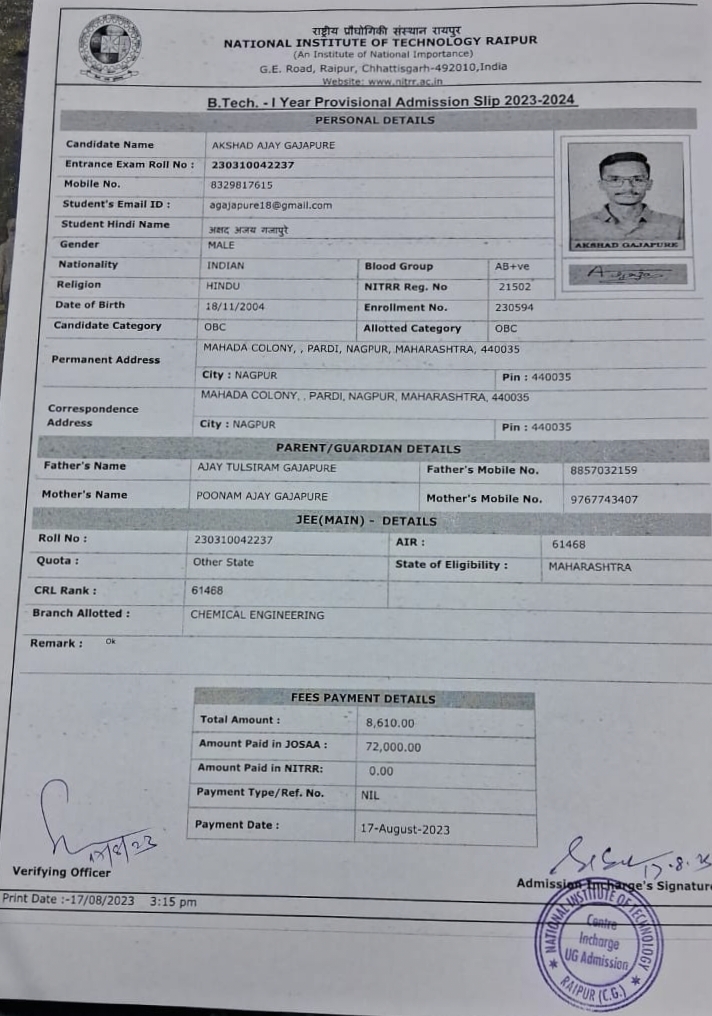 राष्ट्रीय प्रौद्योगिकी संस्थान रायपुर
NATIONAL INSTITUTE OF TECHNOLOGY RAIPUR
(An Institute of National Importance)
G.E. Road, Raipur, Chhattisgarh-492010,India
Website: www.nitrr.ac.in
B.Tech. - I Year Provisional Admission Slip 2023-2024
PERSONAL DETAILS
Candidate Name AKSHAD AJAY GAJAPURE
Entrance Exam Roll No : 230310042237
Mobile No. 8329817615
Student's Email ID : agajapure18@gmail.com
Student Hindi Name अक्षद अजय गजापुरे
AKSHAD GAJAPURE
Gender MALE
Nationality INDIAN Blood Group AB+ve
Religion HINDU NITRR Reg. No 21502
Date of Birth 18/11/2004 Enrollment No. 230594
Candidate Category OBC Allotted Category OBC
Permanent Address MAHADA COLONY, , PARDI, NAGPUR, MAHARASHTRA, 440035
City : NAGPUR Pin : 440035
Correspondence Address MAHADA COLONY, , PARDI, NAGPUR, MAHARASHTRA, 440035
City : NAGPUR Pin : 440035
PARENT/GUARDIAN DETAILS
Father's Name AJAY TULSIRAM GAJAPURE Father's Mobile No. 8857032159
Mother's Name POONAM AJAY GAJAPURE Mother's Mobile No. 9767743407
JEE(MAIN) - DETAILS
Roll No : 230310042237 AIR : 61468
Quota : Other State State of Eligibility : MAHARASHTRA
CRL Rank : 61468
Branch Allotted : CHEMICAL ENGINEERING
Remark : Ok
FEES PAYMENT DETAILS
Total Amount : 8,610.00
Amount Paid in JOSAA : 72,000.00
Amount Paid in NITRR: 0.00
Payment Type/Ref. No. NIL
Payment Date : 17-August-2023
17/8/23
17.8.23
Verifying Officer
Admission Incharge's Signature
Print Date :-17/08/2023 3:15 pm
NATIONAL INSTITUTE OF TECHNOLOGY
Centre
Incharge
UG Admission
RAIPUR (C.G.)